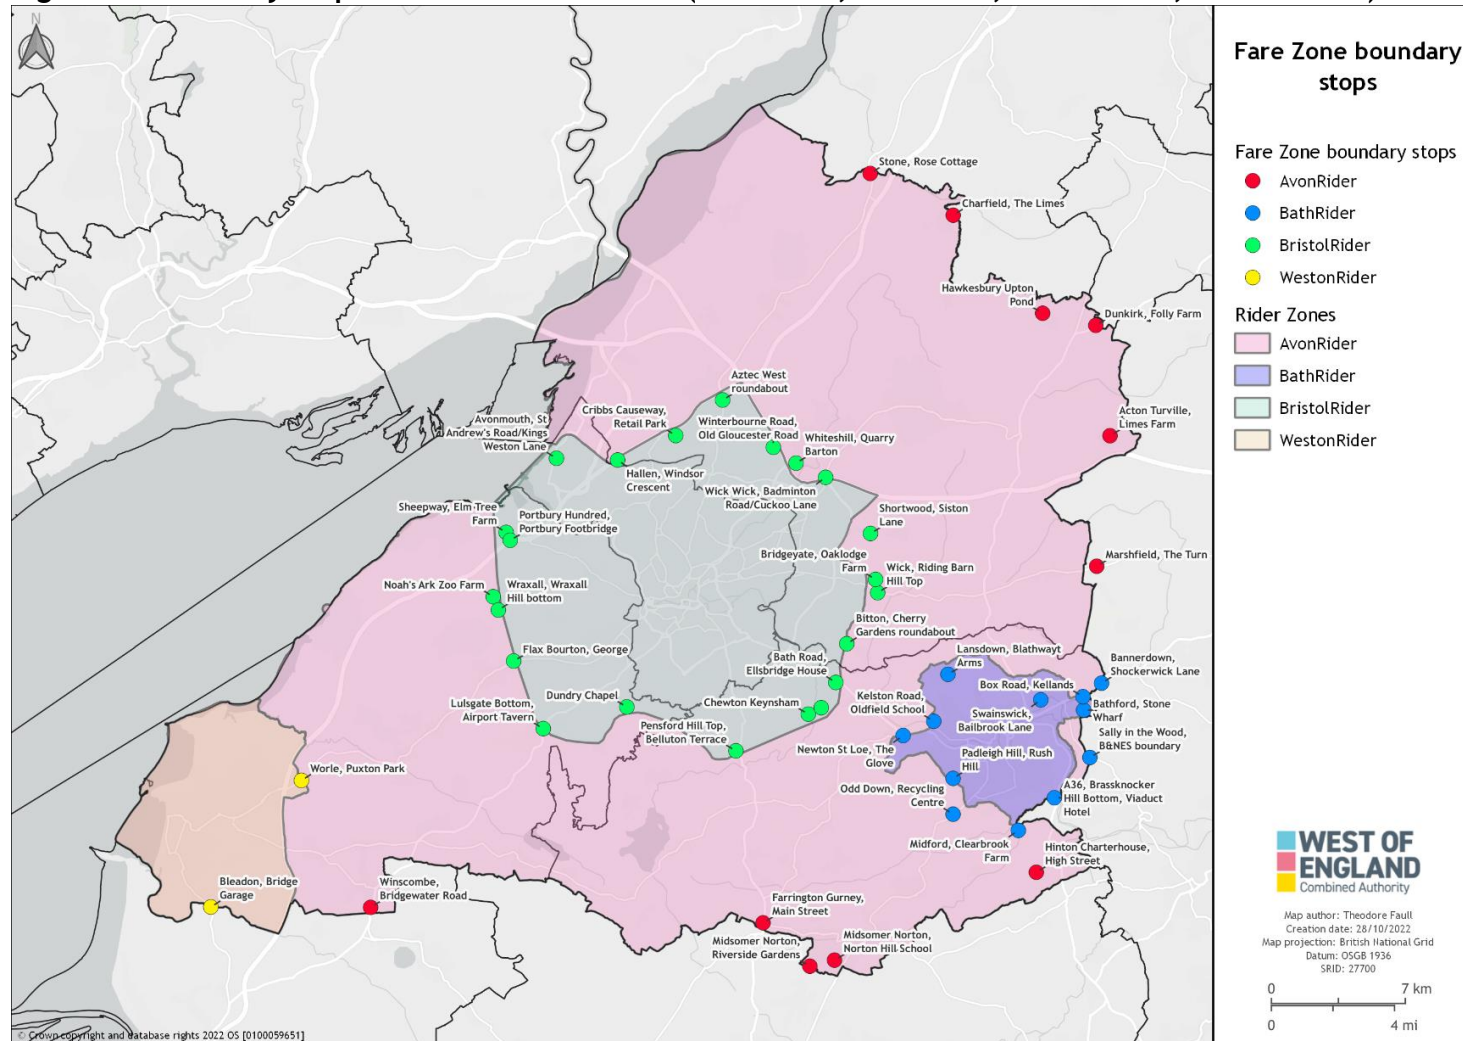 N
Stone, Rose Cottage
Charfield, The Limes
Hawkesbury Upton
Pond
Dunkirk, Folly Farm
Aztec West
roundabout
Acton Turville,
Limes Farm
Cribbs Causeway,
Retail Park
Avonmouth, St
Andrew's Road/Kings
Weston Lane
Winterbourne Road,
Old Gloucester Road
Whiteshill, Quarry
Barton
Hallen, Windsor
Crescent
Wick Wick, Badminton
Road/Cuckoo Lane
Sheepway, Elm Tree
Farm
Portbury Hundred,
Portbury Footbridge
Shortwood, Siston
Lane
Bridgeyate, Oaklodge
Farm
Wick, Riding Barn
Hill Top
Marshfield, The Turn
Noah's Ark Zoo Farm
Wraxall, Wraxall
Hill bottom
Bitton, Cherry
Gardens roundabout
Flax Bourton, George
Bath Road,
Ellsbridge House
Lansdown, Blathwayt
Arms
Bannerdown,
Shockerwick Lane
Box Road, Kellands
Dundry Chapel
Chewton Keynsham
Kelston Road,
Oldfield School
Bathford, Stone
Wharf
Lulsgate Bottom,
Airport Tavern
Swainswick,
Bailbrook Lane
Pensford Hill Top,
Belluton Terrace
Sally in the Wood,
B&NES boundary
Newton St Loe, The
Glove
Padleigh Hill, Rush
Hill
Worle, Puxton Park
Odd Down, Recycling
Centre
A36, Brassknocker
Hill Bottom, Viaduct
Hotel
Midford, Clearbrook
Farm
Hinton Charterhouse,
High Street
Bleadon, Bridge
Garage
Winscombe,
Bridgewater Road
Farrington Gurney,
Main Street
Midsomer Norton,
Riverside Gardens
Midsomer Norton,
Norton Hill School
© Crown copyright and database rights 2022 OS [0100059651]
Fare Zone boundary
stops
Fare Zone boundary stops
AvonRider
BathRider
BristolRider
WestonRider
Rider Zones
AvonRider
BathRider
BristolRider
WestonRider
WEST OF
ENGLAND
Combined Authority
Map author: Theodore Faull
Creation date: 28/10/2022
Map projection: British National Grid
Datum: OSGB 1936
SRID: 27700
0 7 km
0 4 mi